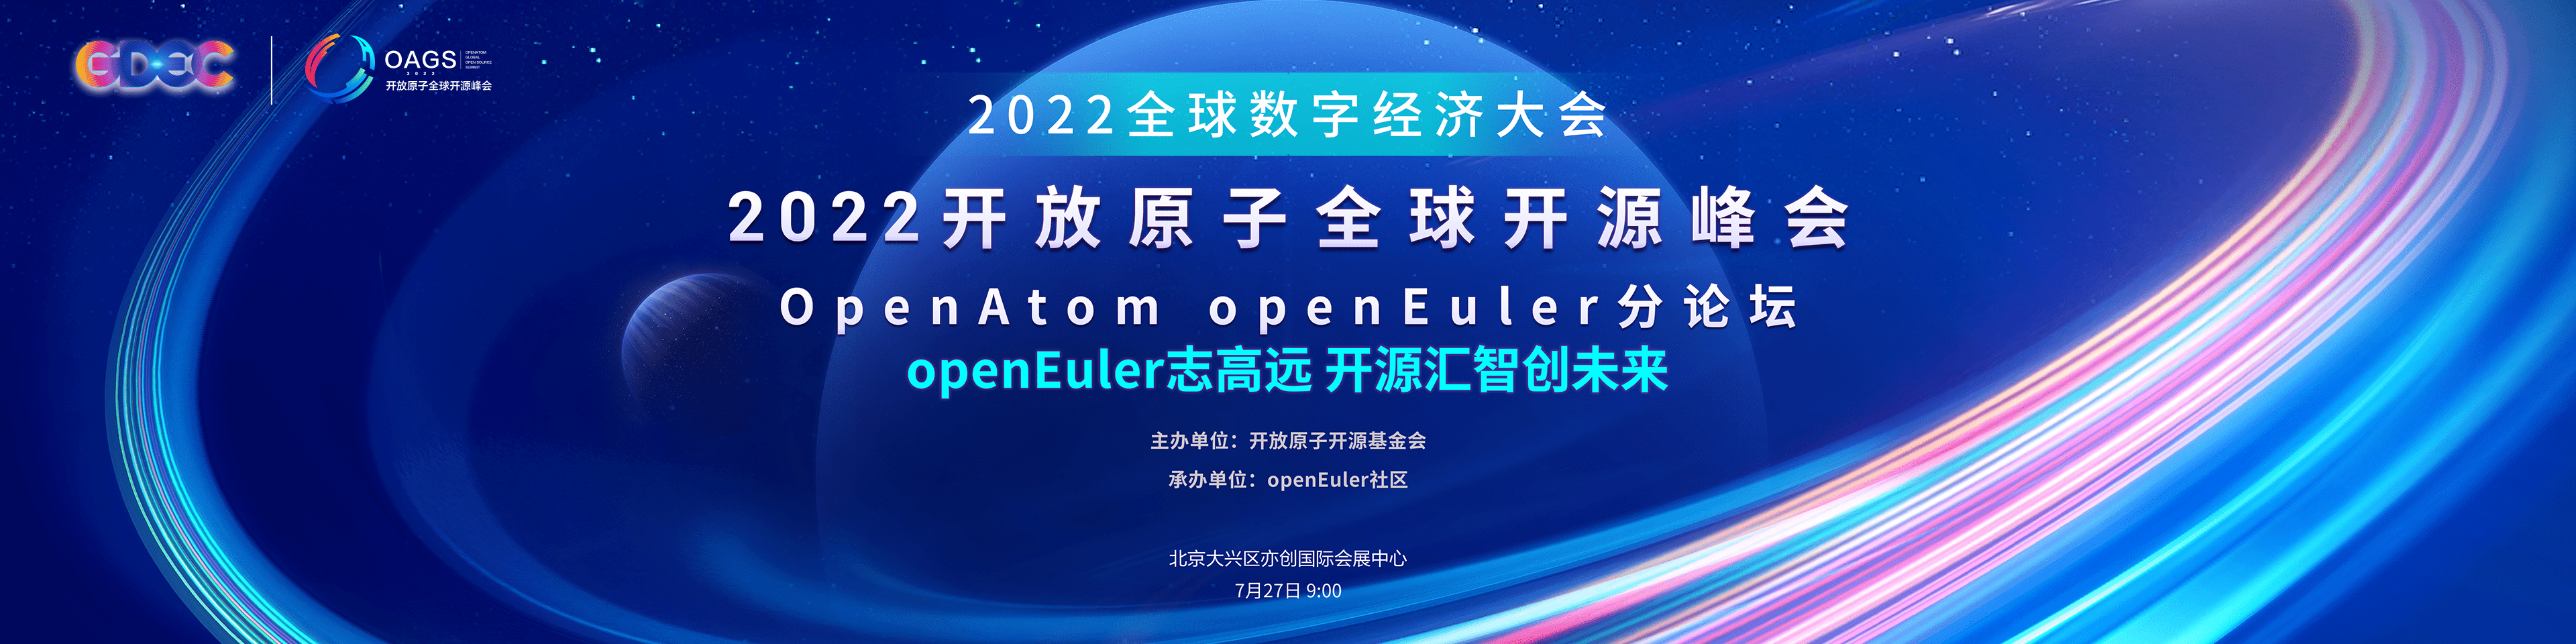 GDEC
OAGS
2022
OPENATOM
GLOBAL
OPEN SOURCE
SUMMIT
开放原子全球开源峰会
2022全球数字经济大会
2022开放原子全球开源峰会
OpenAtom openEuler分论坛
openEuler志高远 开源汇智创未来
主办单位：开放原子开源基金会
承办单位：openEuler社区
北京大兴区亦创国际会展中心
7月27日 9:00